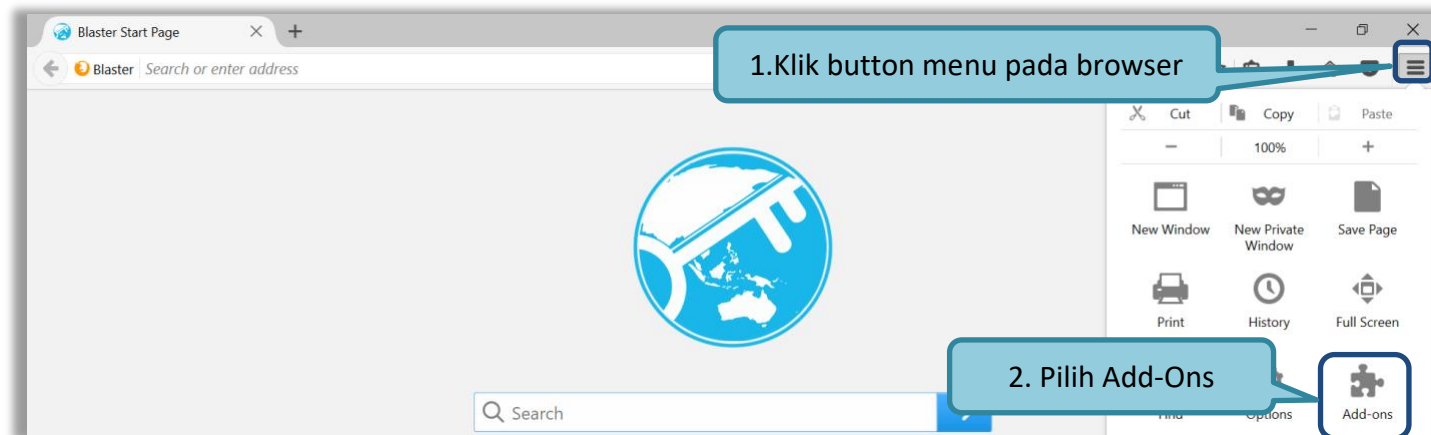 Blaster Start Page
1.Klik button menu pada browser
Blaster Search or enter address
Cut Copy Paste
100%
New Window New Private Window Save Page
Print History Full Screen
2. Pilih Add-Ons
Search
Find Options Add-ons